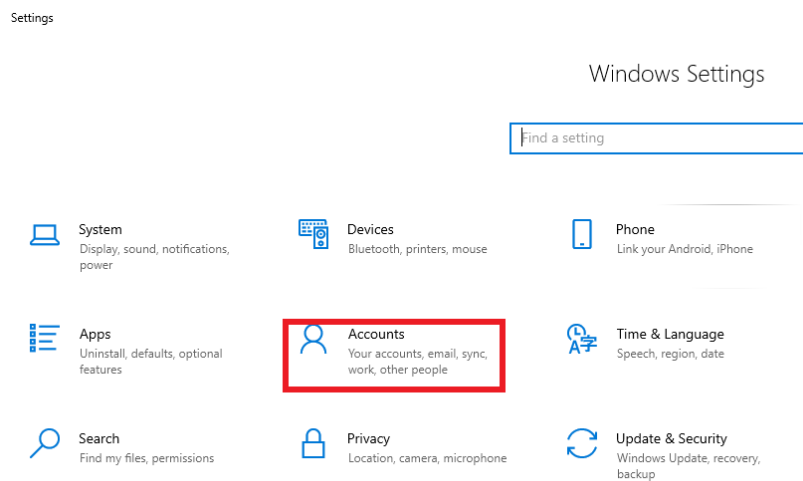 Settings
Windows Settings
Find a setting
System
Display, sound, notifications,
power
Devices
Bluetooth, printers, mouse
Phone
Link your Android, iPhone
Apps
Uninstall, defaults, optional
features
Accounts
Your accounts, email, sync,
work, other people
Time & Language
Speech, region, date
Search
Find my files, permissions
Privacy
Location, camera, microphone
Update & Security
Windows Update, recovery,
backup